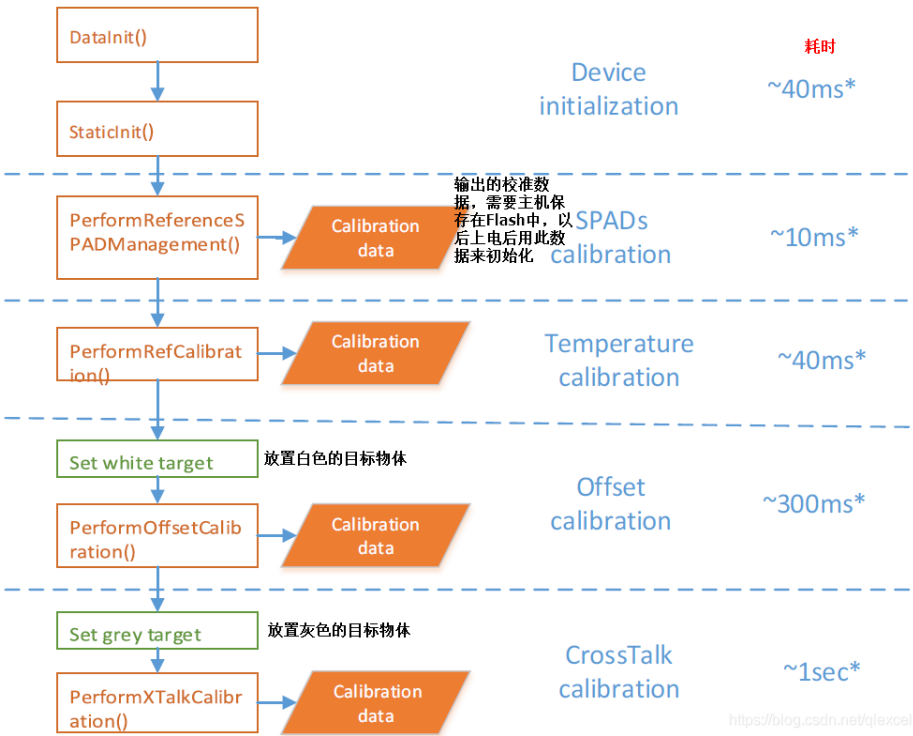 DataInit()
耗时
Device
initialization
~40ms*
StaticInit()
PerformReferenceS
PADManagement()
Calibration
data
输出的校准数
据，需要主机保
存在Flash中，以
后上电后用此数
据来初始化
SPADs
calibration
~10ms*
PerformRefCalibrat
ion()
Calibration
data
Temperature
calibration
~40ms*
Set white target
放置白色的目标物体
PerformOffsetCalib
ration()
Calibration
data
Offset
calibration
~300ms*
Set grey target
放置灰色的目标物体
PerformXTalkCalibr
ation()
Calibration
data
CrossTalk
calibration
~1sec*
https://blog.csdn.net/qlexcel